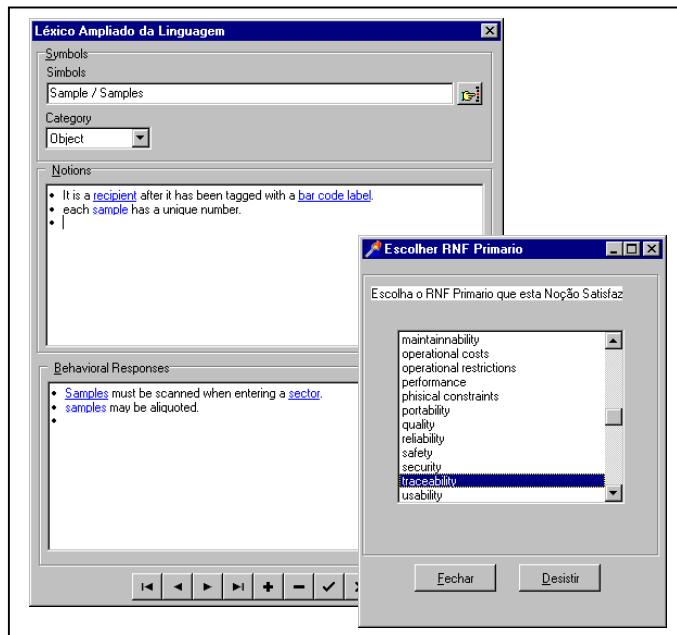 Léxico Ampliado da Linguagem
Symbols
Simbols
Sample / Samples
Category
Object
Notions
• It is a recipient after it has been tagged with a bar code label.
• each sample has a unique number.
•
Behavioral Responses
• Samples must be scanned when entering a sector.
• samples may be aliquoted.
•
Escolher RNF Primario
Escolha o RNF Primario que esta Noção Satisfaz
maintainnability
operational costs
operational restrictions
performance
phisical constraints
portability
quality
reliability
safety
security
traceability
usability
Fechar Desistir